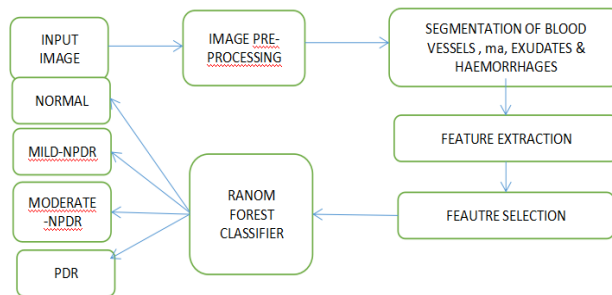 INPUT
IMAGE
IMAGE PRE-
PROCESSING
SEGMENTATION OF BLOOD
VESSELS , ma, EXUDATES &
HAEMORRHAGES
NORMAL
FEATURE EXTRACTION
MILD-NPDR
RANOM
FOREST
CLASSIFIER
MODERATE
-NPDR
FEAUTRE SELECTION
PDR